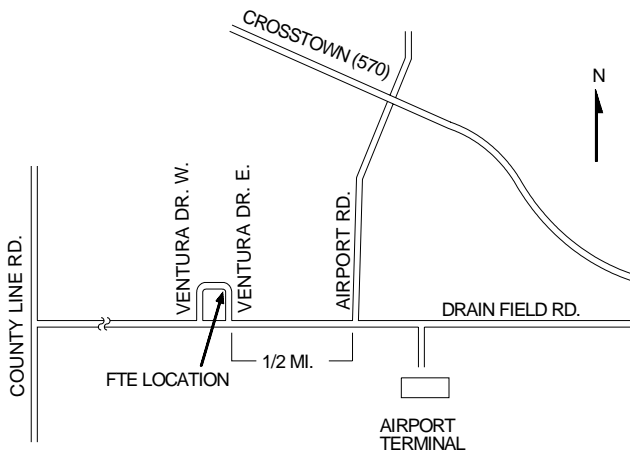 CROSSTOWN (570)
N
COUNTY LINE RD.
VENTURA DR. W.
VENTURA DR. E.
AIRPORT RD.
DRAIN FIELD RD.
1/2 MI.
FTE LOCATION
AIRPORT
TERMINAL